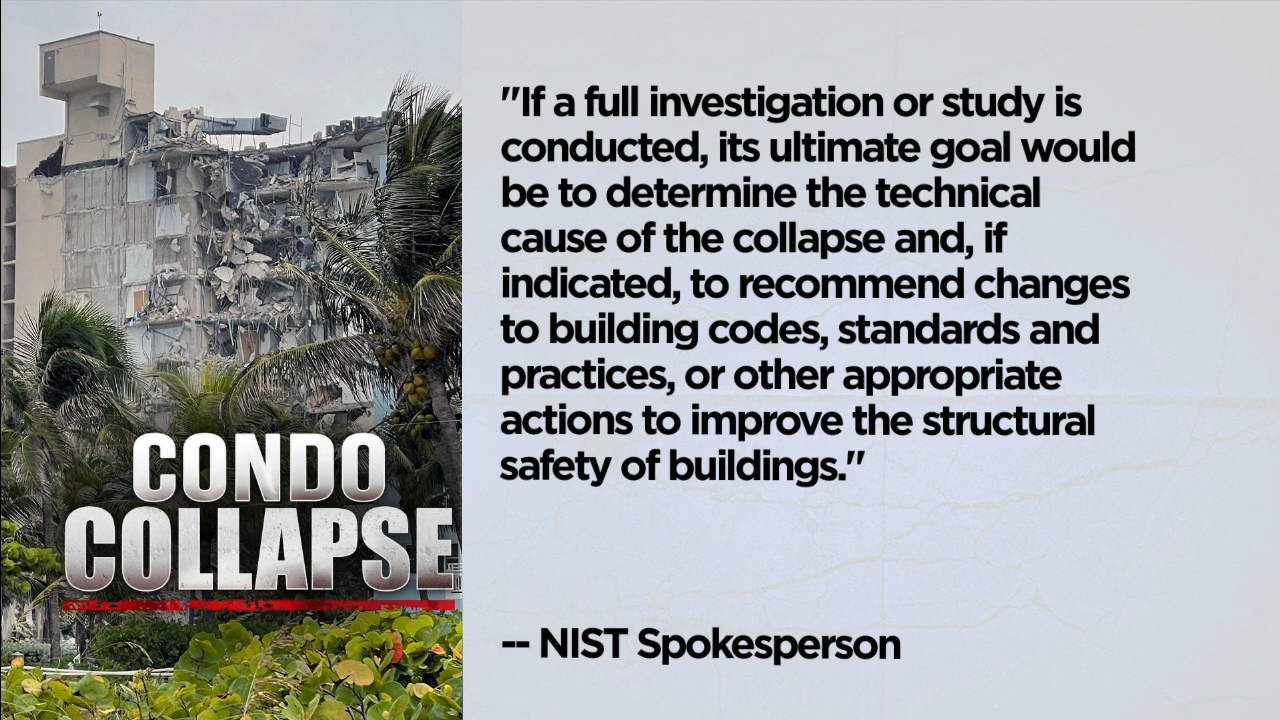 CONDO
COLLAPSE
"If a full investigation or study is
conducted, its ultimate goal would
be to determine the technical
cause of the collapse and, if
indicated, to recommend changes
to building codes, standards and
practices, or other appropriate
actions to improve the structural
safety of buildings."
-- NIST Spokesperson